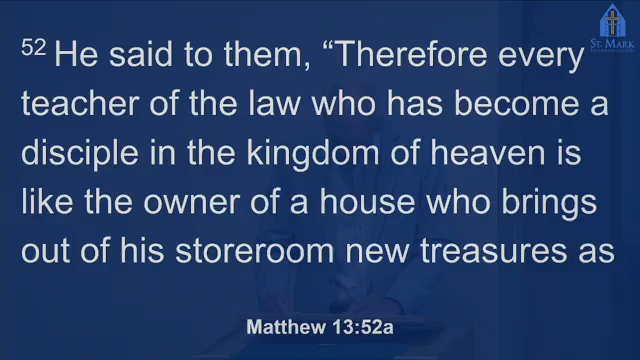 St. Mark
52 He said to them, “Therefore every
teacher of the law who has become a
disciple in the kingdom of heaven is
like the owner of a house who brings
out of his storeroom new treasures as
Matthew 13:52a